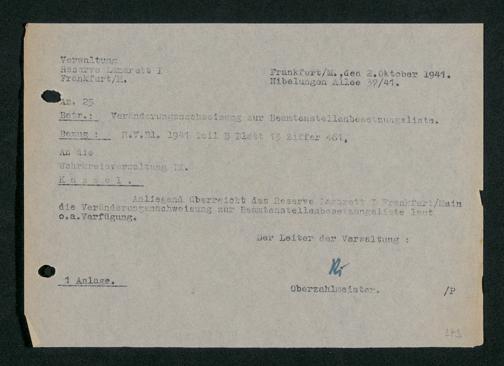 Verwaltung
Reserve Lazarett I
Frankfurt/M.
Frankfurt/M.,den 2.Oktober 1941.
Nibelungen Allee 39/41.
Az. 25
Betr.: Veränderungsnachweisung zur Beamtenstellenbesetzungsliste.
Bezug : H.V.Bl. 1941 Teil B Blatt 13 Ziffer 461,
An die
Wehrkreisverwaltung IX.
Kassel.
Anliegend überreicht das Reserve Lazarett I Frankfurt/Main
die Veränderungsnachweisung zur Beamtenstellenbesetzungsliste laut
o.a.Verfügung.
Der Leiter der Verwaltung :
1 Anlage.
Oberzahlmeister. /P